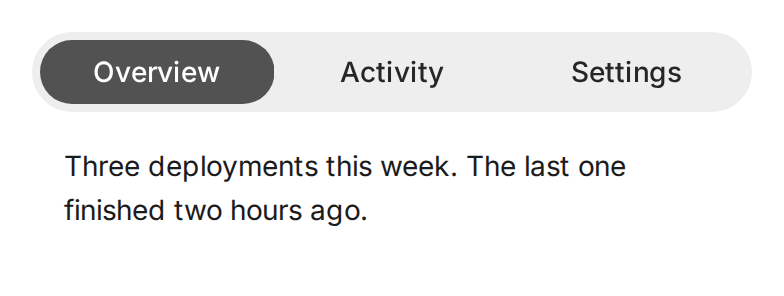 Overview Activity Settings
Three deployments this week. The last one
finished two hours ago.